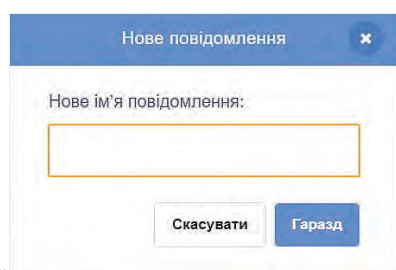 Нове повідомлення
Нове ім'я повідомлення:
Скасувати
Гаразд